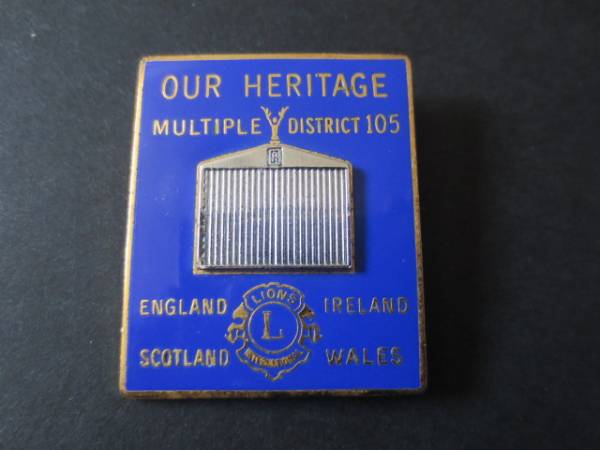 OUR HERITAGE
MULTIPLE DISTRICT 105
ENGLAND IRELAND
LIONS
L
INTERNATIONAL
SCOTLAND WALES